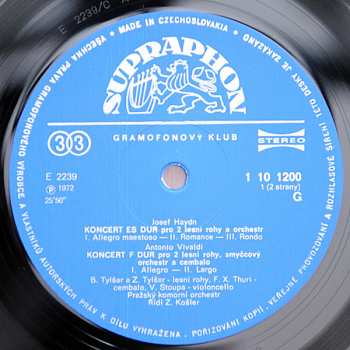 VŠECHNA PRÁVA GRAMOFONOVÉHO VÝROBCE A VLASTNÍKŮ AUTORSKÝCH PRÁV K DÍLU VYHRAŽENA. POŘIZOVÁNÍ KOPIÍ, VEŘEJNÉ PROVOZOVÁNÍ A ROZHLASOVÉ ŠÍŘENÍ TÉTO DESKY JE ZAKÁZÁNO
• MADE IN CZECHOSLOVAKIA •
E 2239/C
SUPRAPHON
GRAMOFONOVÝ KLUB
33
STEREO
E 2239
℗ 1972
25'50"
1 10 1200
1 (2 strany)
G
Josef Haydn
KONCERT ES DUR pro 2 lesní rohy a orchestr
I. Allegro maestoso — II. Romance — III. Rondo
Antonio Vivaldi
KONCERT F DUR pro 2 lesní rohy, smyčcový
orchestr a cembalo
I. Allegro — II. Largo
B. Tylšar a Z. Tylšar - lesní rohy, F. X. Thuri -
cembalo, V. Stoups - violoncello
Pražský komorní orchestr
Řídí Z. Košler